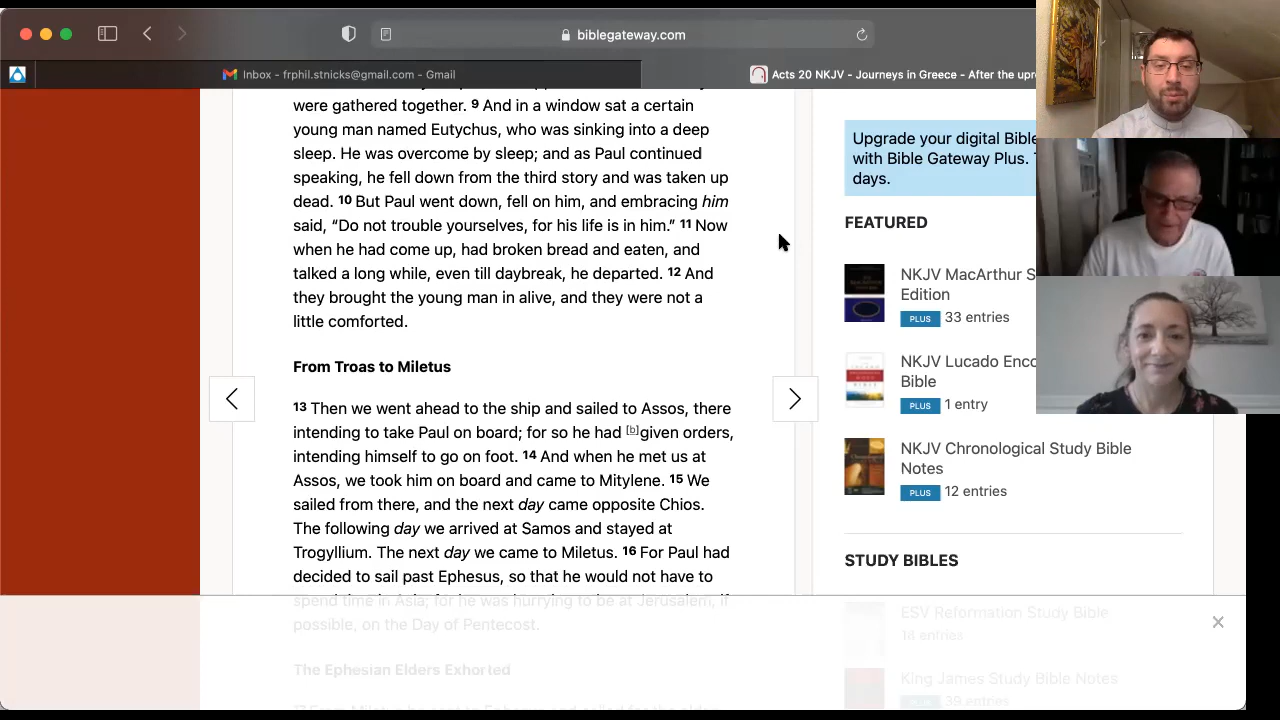 biblegateway.com
Inbox - frphil.stnicks@gmail.com - Gmail
Acts 20 NKJV - Journeys in Greece - After the upr
were gathered together. 9 And in a window sat a certain
young man named Eutychus, who was sinking into a deep
sleep. He was overcome by sleep; and as Paul continued
speaking, he fell down from the third story and was taken up
dead. 10 But Paul went down, fell on him, and embracing him
said, “Do not trouble yourselves, for his life is in him.” 11 Now
when he had come up, had broken bread and eaten, and
talked a long while, even till daybreak, he departed. 12 And
they brought the young man in alive, and they were not a
little comforted.
From Troas to Miletus
13 Then we went ahead to the ship and sailed to Assos, there
intending to take Paul on board; for so he had [b]given orders,
intending himself to go on foot. 14 And when he met us at
Assos, we took him on board and came to Mitylene. 15 We
sailed from there, and the next day came opposite Chios.
The following day we arrived at Samos and stayed at
Trogyllium. The next day we came to Miletus. 16 For Paul had
decided to sail past Ephesus, so that he would not have to
spend time in Asia; for he was hurrying to be at Jerusalem, if
possible, on the Day of Pentecost.
The Ephesian Elders Exhorted
Upgrade your digital Bible
with Bible Gateway Plus.
days.
FEATURED
NKJV MacArthur S
Edition
PLUS 33 entries
NKJV Lucado Enco
Bible
PLUS 1 entry
NKJV Chronological Study Bible
Notes
PLUS 12 entries
STUDY BIBLES
ESV Reformation Study Bible
entries
King James Study Bible Notes
PLUS 39 entries